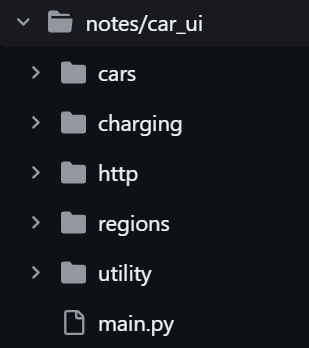 notes/car_ui
cars
charging
http
regions
utility
main.py